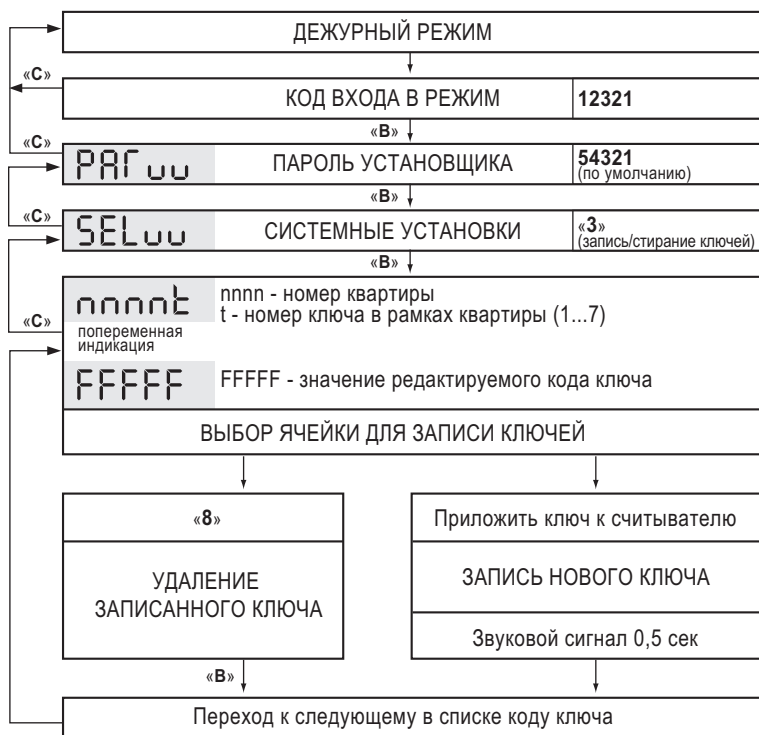 ДЕЖУРНЫЙ РЕЖИМ
«С»
КОД ВХОДА В РЕЖИМ 12321
«В»
«С»
PAГuu ПАРОЛЬ УСТАНОВЩИКА 54321
(по умолчанию)
«В»
«С»
SELuu СИСТЕМНЫЕ УСТАНОВКИ «3»
(запись/стирание ключей)
«В»
nnnnt nnnn - номер квартиры
t - номер ключа в рамках квартиры (1...7)
«С»
попеременная
индикация
FFFFF FFFFF - значение редактируемого кода ключа
ВЫБОР ЯЧЕЙКИ ДЛЯ ЗАПИСИ КЛЮЧЕЙ
«8»
УДАЛЕНИЕ
ЗАПИСАННОГО КЛЮЧА
«В»
Приложить ключ к считывателю
ЗАПИСЬ НОВОГО КЛЮЧА
Звуковой сигнал 0,5 сек
Переход к следующему в списке коду ключа